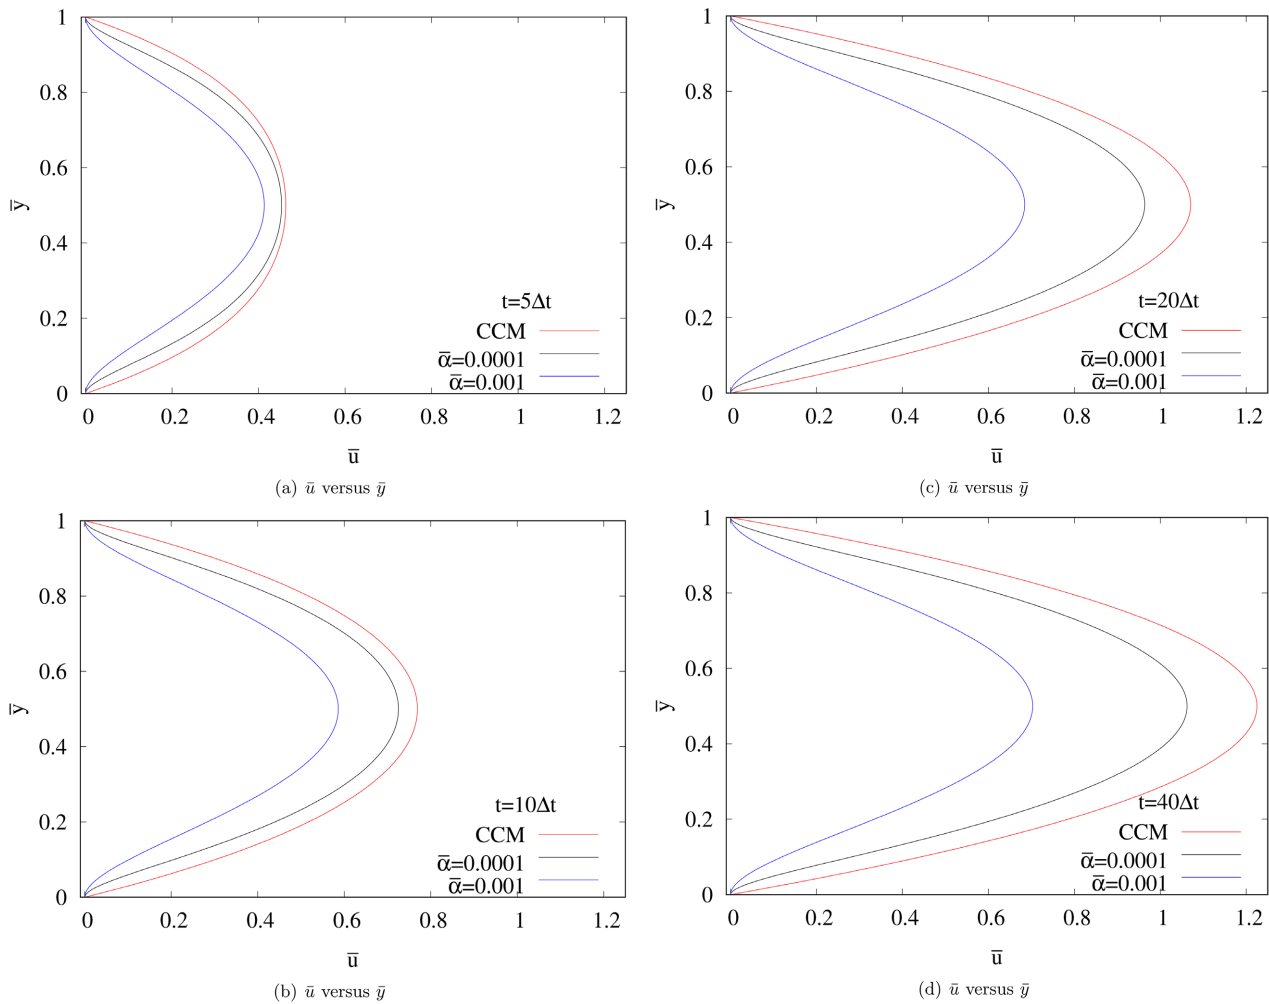 1
0.8
0.6
ȳ
0.4
0.2
0
t=5Δt
CCM
ᾱ=0.0001
ᾱ=0.001
0 0.2 0.4 0.6 0.8 1 1.2
ū
(a) ū versus ȳ
1
0.8
0.6
ȳ
0.4
0.2
0
t=10Δt
CCM
ᾱ=0.0001
ᾱ=0.001
0 0.2 0.4 0.6 0.8 1 1.2
ū
(b) ū versus ȳ
1
0.8
0.6
ȳ
0.4
0.2
0
t=20Δt
CCM
ᾱ=0.0001
ᾱ=0.001
0 0.2 0.4 0.6 0.8 1 1.2
ū
(c) ū versus ȳ
1
0.8
0.6
ȳ
0.4
0.2
0
t=40Δt
CCM
ᾱ=0.0001
ᾱ=0.001
0 0.2 0.4 0.6 0.8 1 1.2
ū
(d) ū versus ȳ